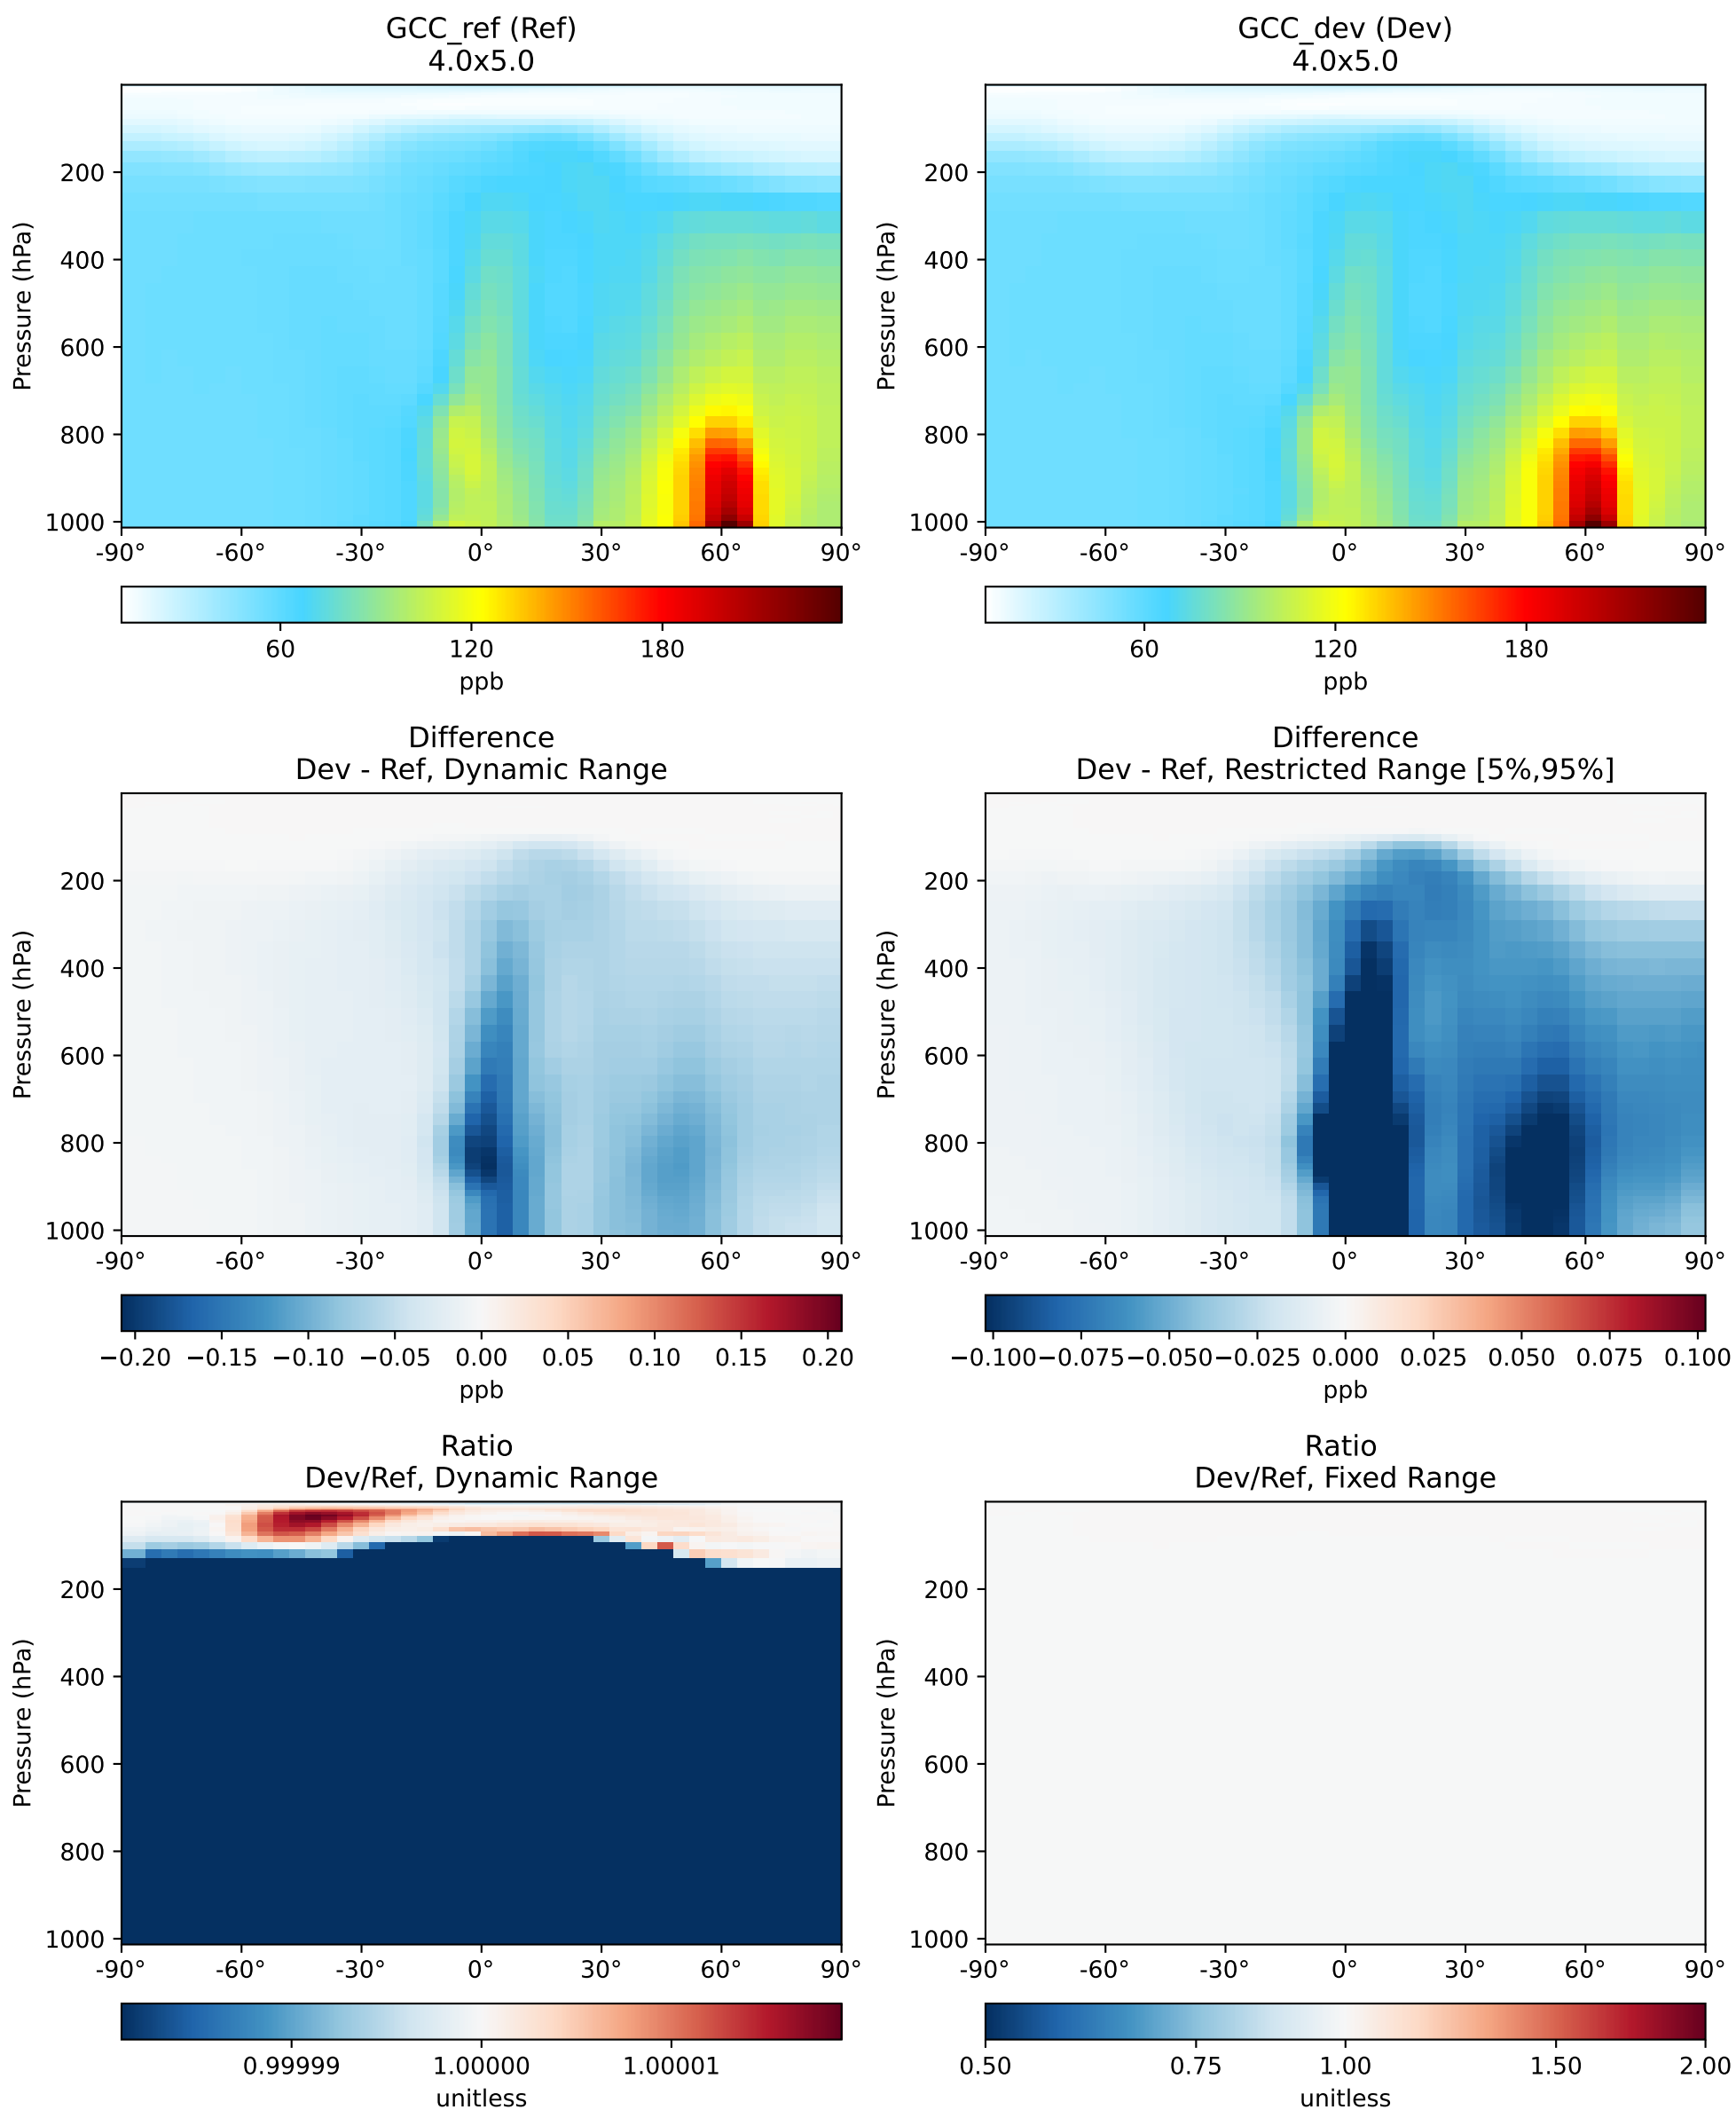 GCC_ref (Ref)
4.0x5.0
GCC_dev (Dev)
4.0x5.0
Pressure (hPa)
200
400
600
800
1000
-90° -60° -30° 0° 30° 60° 90°
60 120 180
ppb
Pressure (hPa)
200
400
600
800
1000
-90° -60° -30° 0° 30° 60° 90°
60 120 180
ppb
Difference
Dev - Ref, Dynamic Range
Difference
Dev - Ref, Restricted Range [5%,95%]
Pressure (hPa)
200
400
600
800
1000
-90° -60° -30° 0° 30° 60° 90°
−0.20 −0.15 −0.10 −0.05 0.00 0.05 0.10 0.15 0.20
ppb
Pressure (hPa)
200
400
600
800
1000
-90° -60° -30° 0° 30° 60° 90°
−0.100 −0.075 −0.050 −0.025 0.000 0.025 0.050 0.075 0.100
ppb
Ratio
Dev/Ref, Dynamic Range
Ratio
Dev/Ref, Fixed Range
Pressure (hPa)
200
400
600
800
1000
-90° -60° -30° 0° 30° 60° 90°
0.99999 1.00000 1.00001
unitless
Pressure (hPa)
200
400
600
800
1000
-90° -60° -30° 0° 30° 60° 90°
0.50 0.75 1.00 1.50 2.00
unitless